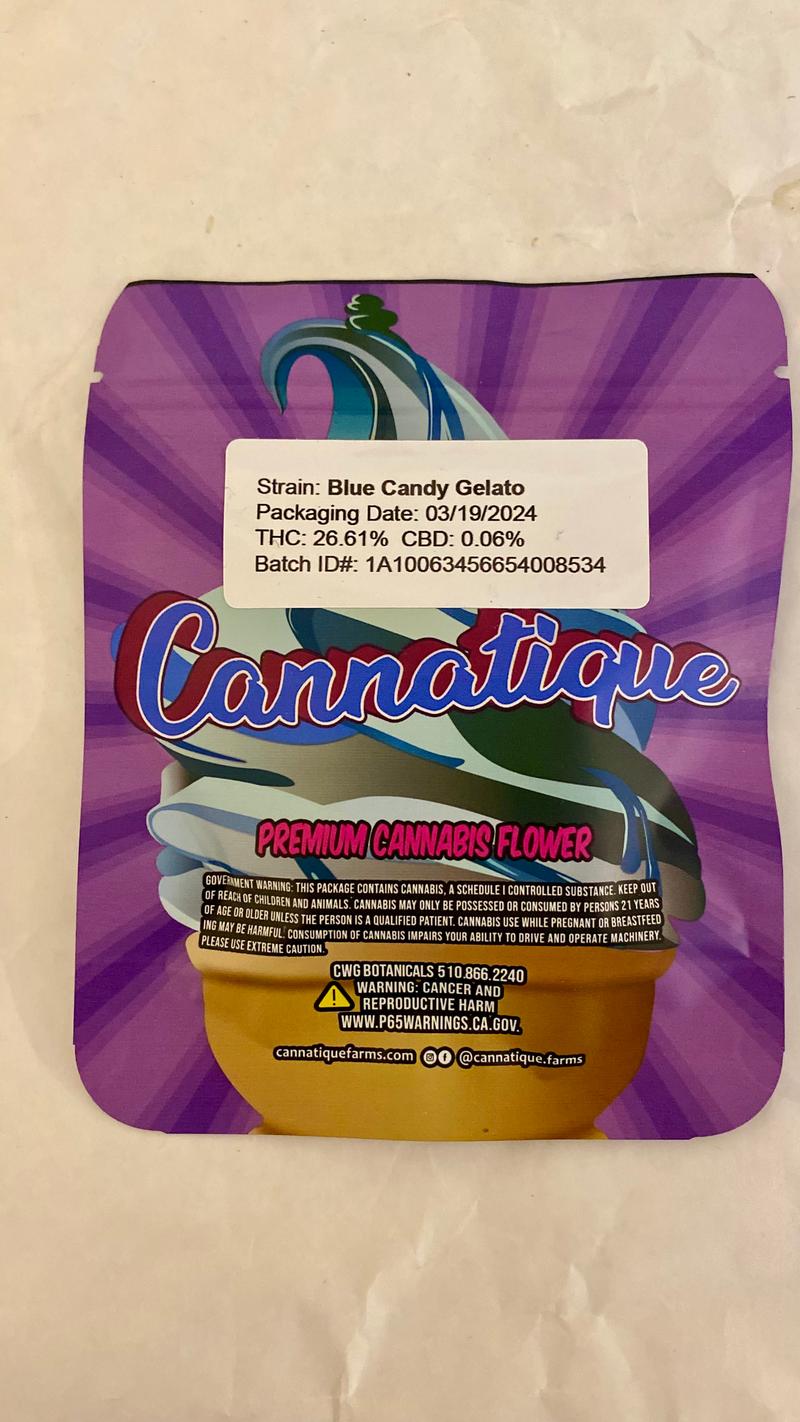 Strain: Blue Candy Gelato
Packaging Date: 03/19/2024
THC: 26.61% CBD: 0.06%
Batch ID#: 1A10063456654008534
Cannatique
PREMIUM CANNABIS FLOWER
GOVERNMENT WARNING: THIS PACKAGE CONTAINS CANNABIS, A SCHEDULE I CONTROLLED SUBSTANCE. KEEP OUT
OF REACH OF CHILDREN AND ANIMALS. CANNABIS MAY ONLY BE POSSESSED OR CONSUMED BY PERSONS 21 YEARS
OF AGE OR OLDER UNLESS THE PERSON IS A QUALIFIED PATIENT. CANNABIS USE WHILE PREGNANT OR BREASTFEED
ING MAY BE HARMFUL. CONSUMPTION OF CANNABIS IMPAIRS YOUR ABILITY TO DRIVE AND OPERATE MACHINERY.
PLEASE USE EXTREME CAUTION.
CWG BOTANICALS 510.866.2240
WARNING: CANCER AND
REPRODUCTIVE HARM
WWW.P65WARNINGS.CA.GOV.
cannatiquefarms.com @cannatique.farms